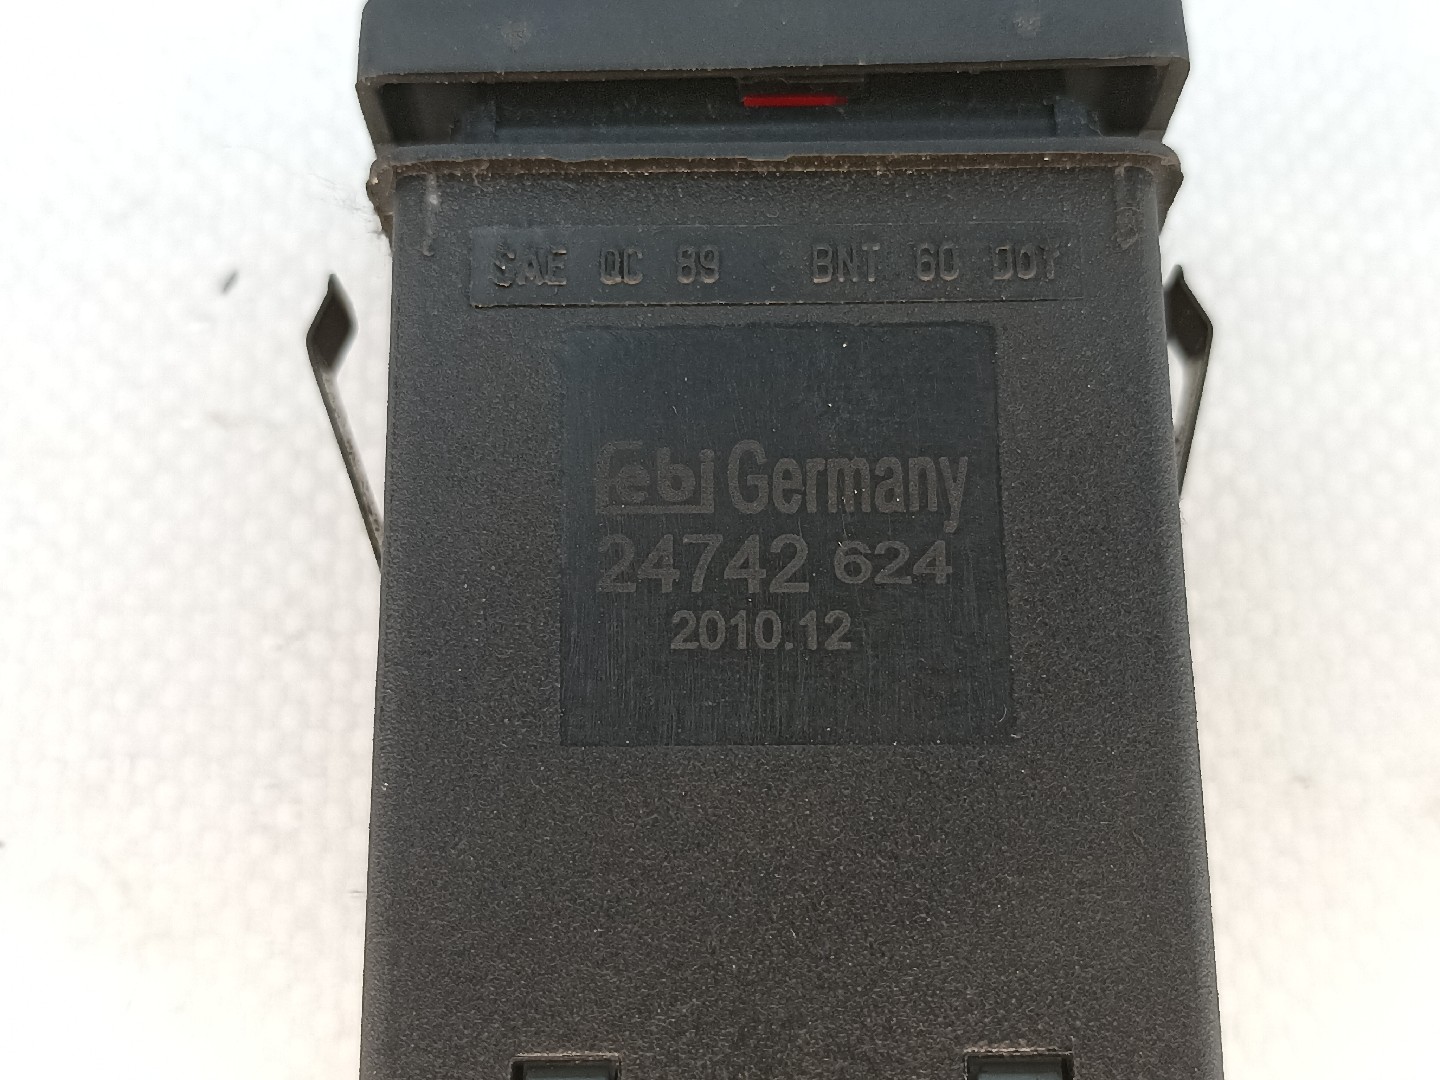 SAE QC 89 BNT 60 DOT
febi Germany
24742 624
2010.12